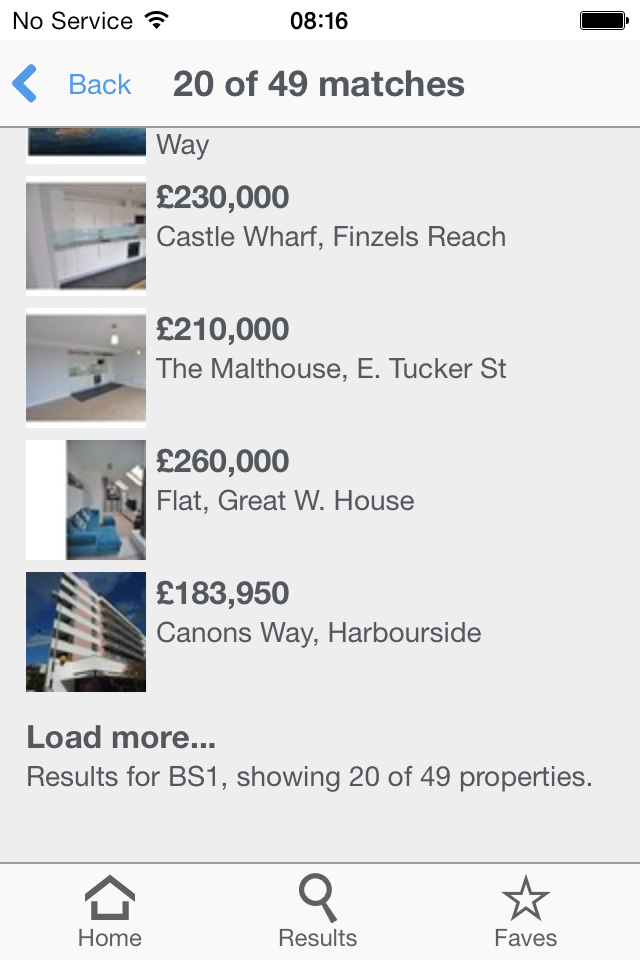 No Service 08:16
Back 20 of 49 matches
Way
£230,000
Castle Wharf, Finzels Reach
£210,000
The Malthouse, E. Tucker St
£260,000
Flat, Great W. House
£183,950
Canons Way, Harbourside
Load more...
Results for BS1, showing 20 of 49 properties.
Home Results Faves